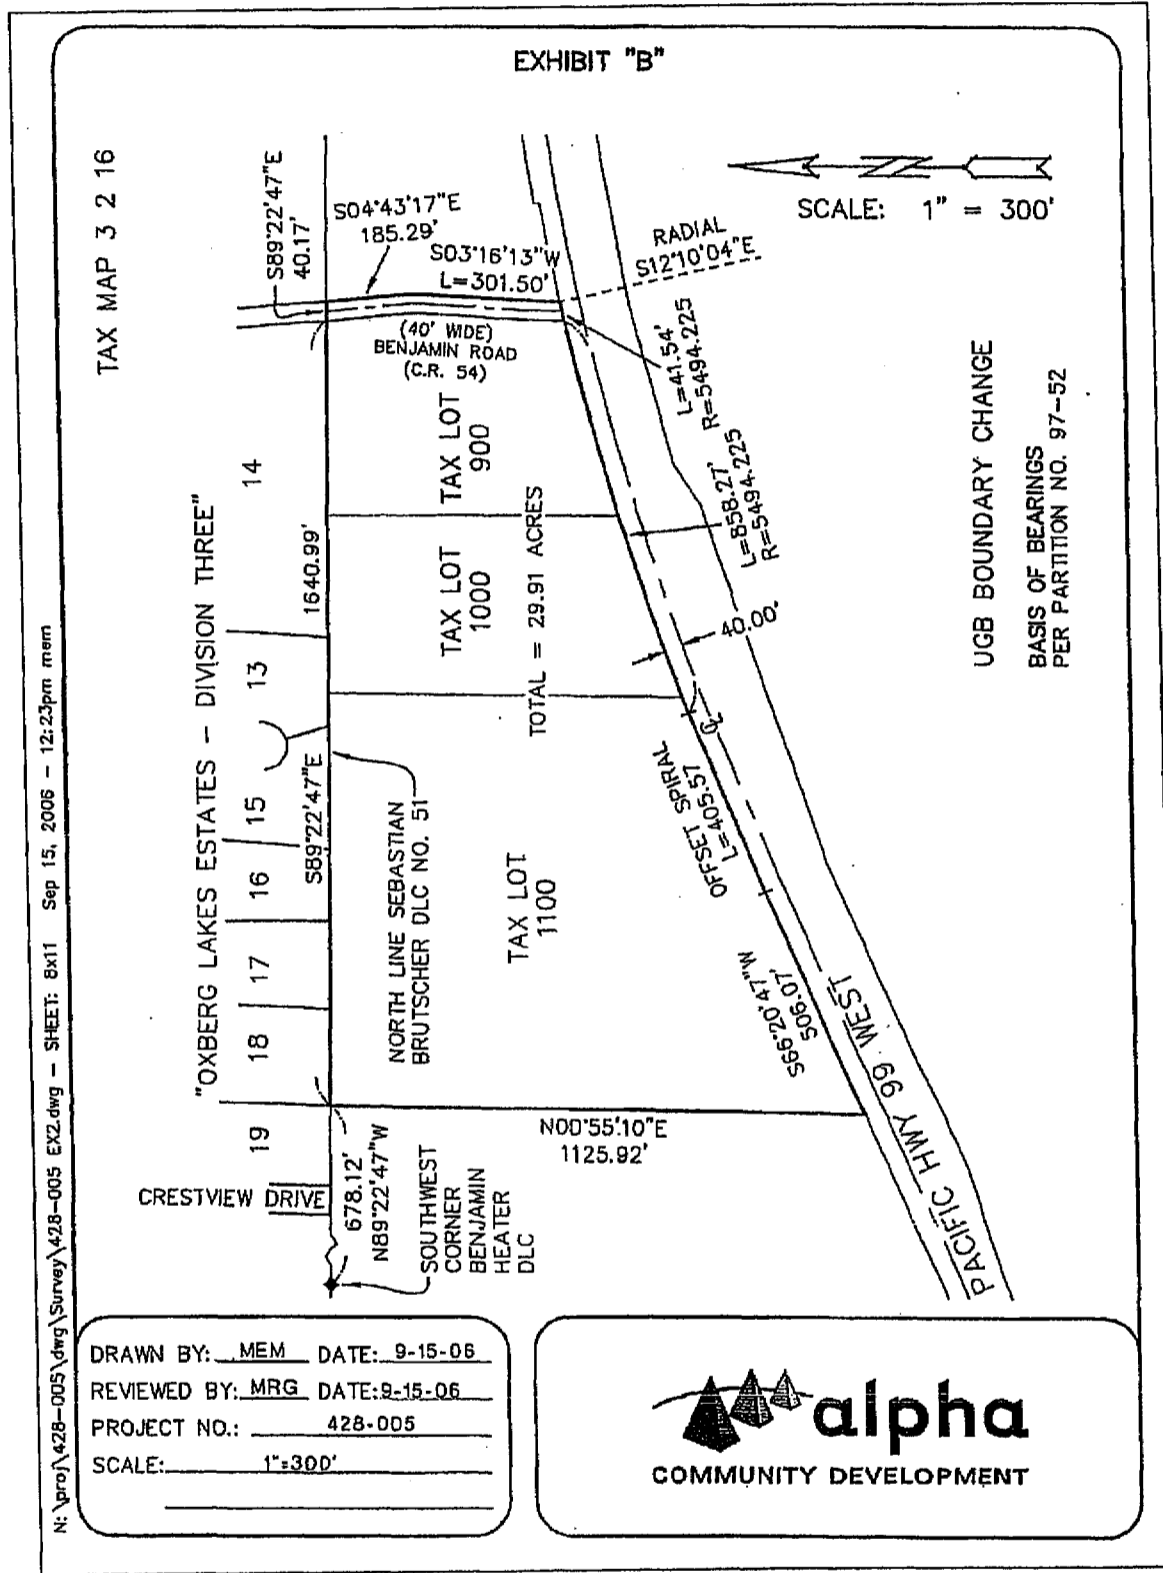 EXHIBIT "B"
TAX MAP 3 2 16
SCALE: 1" = 300'
S89°22'47"E
40.17'
S04°43'17"E
185.29'
S03°16'13"W
L=301.50'
RADIAL
S12°10'04"E
(40' WIDE)
BENJAMIN ROAD
(C.R. 54)
L=41.54'
R=5494.225
L=858.27'
R=5494.225
40.00'
UGB BOUNDARY CHANGE
BASIS OF BEARINGS
PER PARTITION NO. 97-52
"OXBERG LAKES ESTATES - DIVISION THREE"
14
13
15
16
17
18
19
1640.99'
S89°22'47"E
TAX LOT
900
TAX LOT
1000
TOTAL = 29.91 ACRES
TAX LOT
1100
NORTH LINE SEBASTIAN
BRUTSCHER DLC NO. 51
OFFSET SPIRAL
L=405.57
CL
S66°20'47"W
506.07'
PACIFIC HWY 99 WEST
N00°55'10"E
1125.92'
CRESTVIEW DRIVE
678.12'
N89°22'47"W
SOUTHWEST
CORNER
BENJAMIN
HEATER
DLC
N:\proj\428-005\dwg\Survey\428-005 EX2.dwg - SHEET: 8x11 Sep 15, 2006 - 12:23pm mem
DRAWN BY: MEM DATE: 9-15-06
REVIEWED BY: MRG DATE: 9-15-06
PROJECT NO.: 428-005
SCALE: 1"=300'
alpha
COMMUNITY DEVELOPMENT